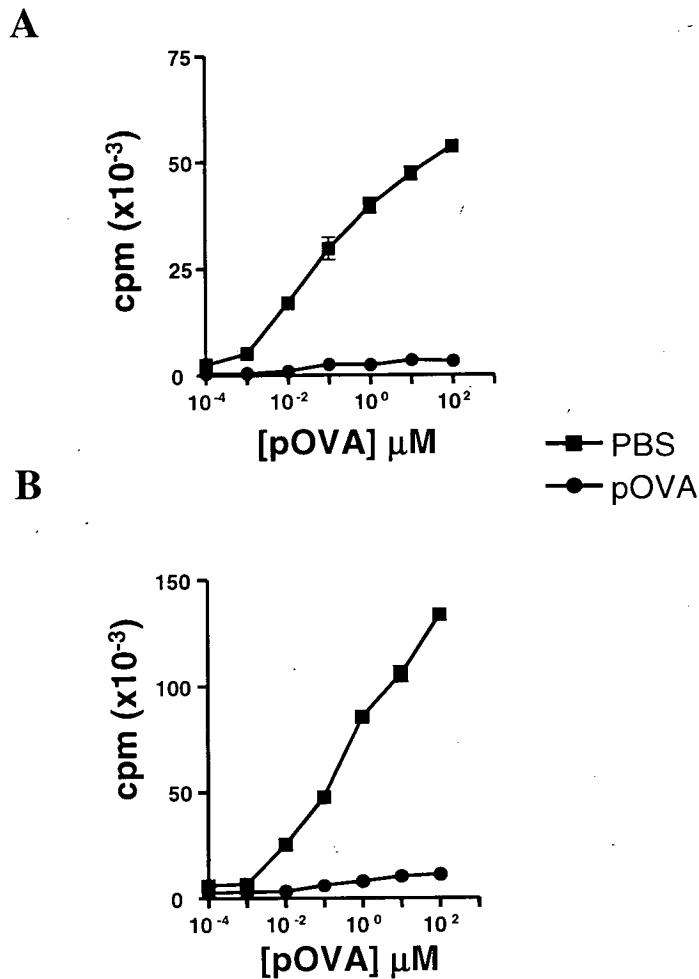 A
75
50
25
0
cpm (x10⁻³)
10⁻⁴ 10⁻² 10⁰ 10²
[pOVA] μM
PBS
pOVA
B
150
100
50
0
cpm (x10⁻³)
10⁻⁴ 10⁻² 10⁰ 10²
[pOVA] μM